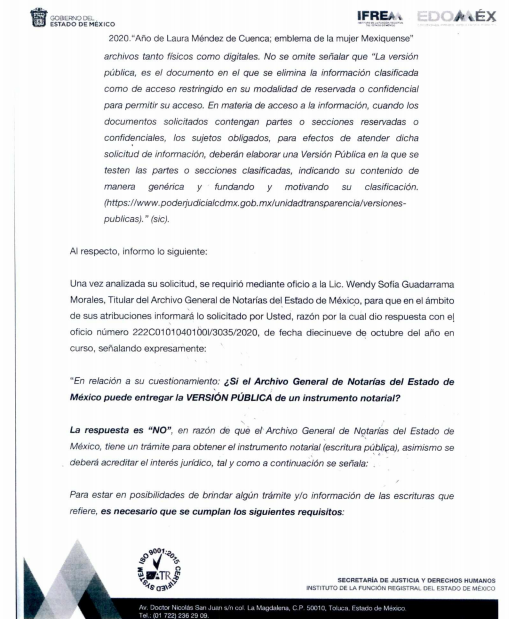 GOBIERNO DEL
ESTADO DE MÉXICO
IFREM
EDOMÉX
2020."Año de Laura Méndez de Cuenca; emblema de la mujer Mexiquense"
archivos tanto físicos como digitales. No se omite señalar que "La versión
pública, es el documento en el que se elimina la información clasificada
como de acceso restringido en su modalidad de reservada o confidencial
para permitir su acceso. En materia de acceso a la información, cuando los
documentos solicitados contengan partes o secciones reservadas o
confidenciales, los sujetos obligados, para efectos de atender dicha
solicitud de información, deberán elaborar una Versión Pública en la que se
testen las partes o secciones clasificadas, indicando su contenido de
manera genérica y fundando y motivando su clasificación.
(https://www.poderjudicialcdmx.gob.mx/unidadtransparencia/versiones-
publicas)." (sic).
Al respecto, informo lo siguiente:
Una vez analizada su solicitud, se requirió mediante oficio a la Lic. Wendy Sofía Guadarrama
Morales, Titular del Archivo General de Notarías del Estado de México, para que en el ámbito
de sus atribuciones informará lo solicitado por Usted, razón por la cual dio respuesta con el
oficio número 222C0101040100I/3035/2020, de fecha diecinueve de octubre del año en
curso, señalando expresamente:
"En relación a su cuestionamiento: ¿Si el Archivo General de Notarías del Estado de
México puede entregar la VERSIÓN PÚBLICA de un instrumento notarial?
La respuesta es "NO", en razón de que el Archivo General de Notarías del Estado de
México, tiene un trámite para obtener el instrumento notarial (escritura pública), asimismo se
deberá acreditar el interés jurídico, tal y como a continuación se señala:
Para estar en posibilidades de brindar algún trámite y/o información de las escrituras que
refiere, es necesario que se cumplan los siguientes requisitos:
ISO 9001:2015
ATR
SYSTEM CERTIFIED
SECRETARÍA DE JUSTICIA Y DERECHOS HUMANOS
INSTITUTO DE LA FUNCIÓN REGISTRAL DEL ESTADO DE MÉXICO
Av. Doctor Nicolás San Juan s/n col. La Magdalena, C.P. 50010, Toluca, Estado de México.
Tel.: (01 722) 236 29 09.